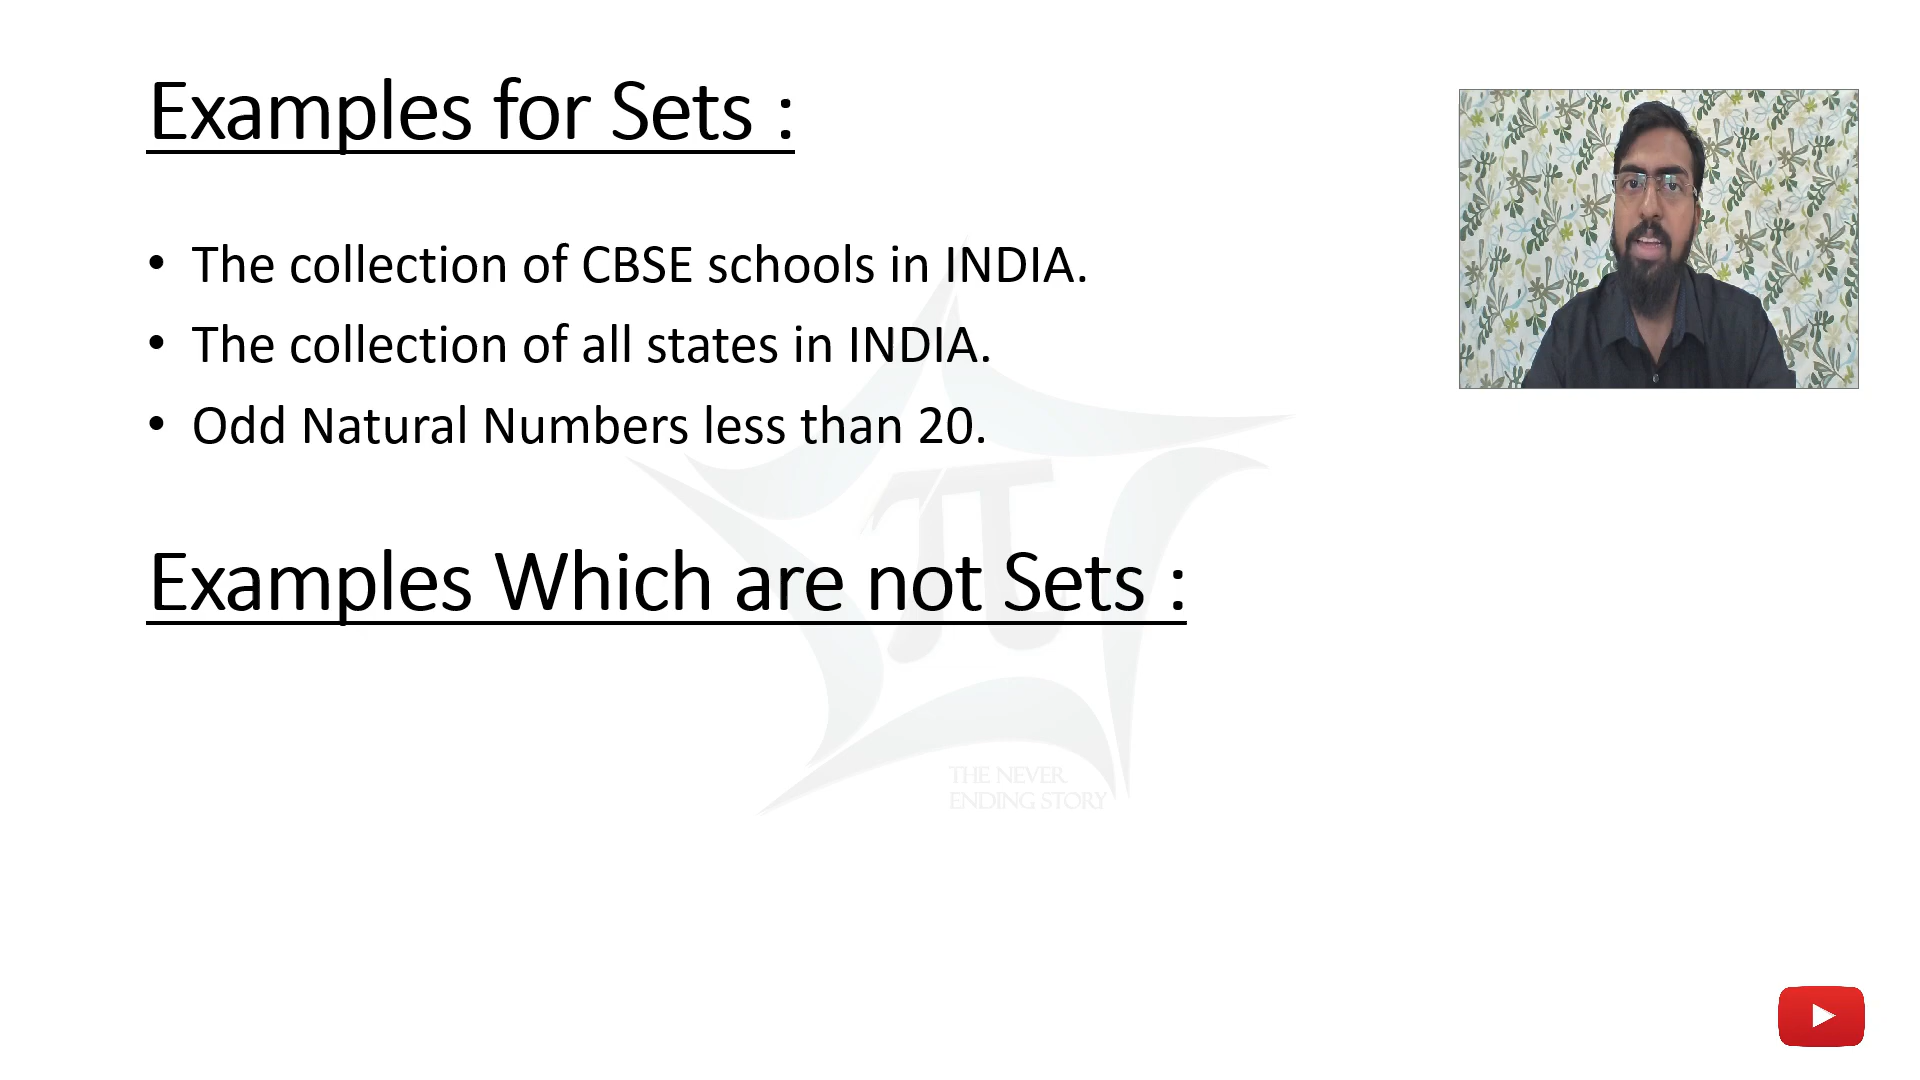 Examples for Sets :
• The collection of CBSE schools in INDIA.
• The collection of all states in INDIA.
• Odd Natural Numbers less than 20.
Examples Which are not Sets :
THE NEVER
ENDING STORY